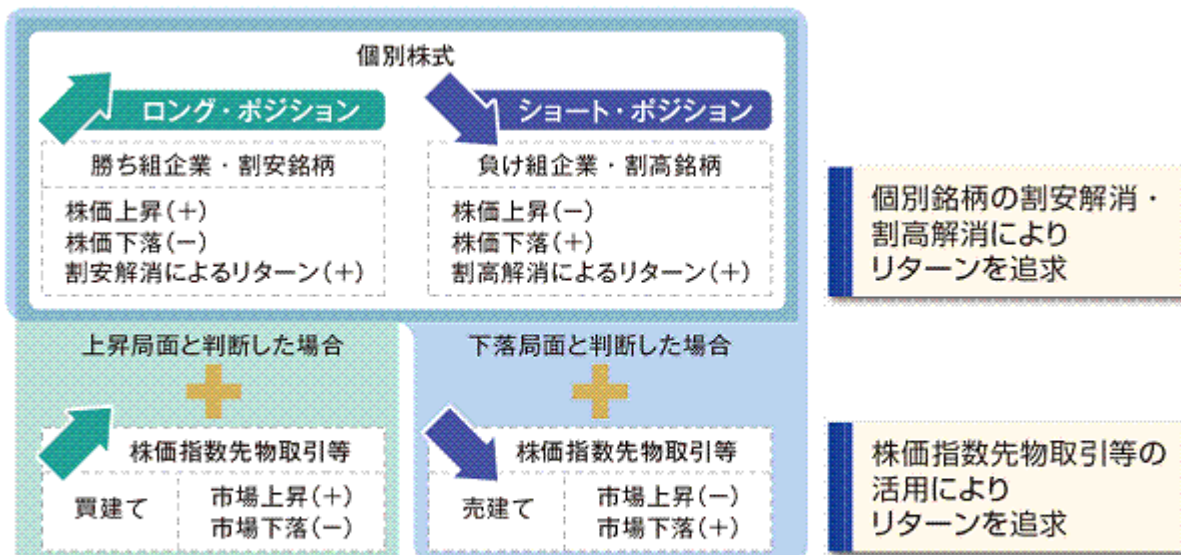 個別株式
ロング・ポジション
勝ち組企業・割安銘柄
株価上昇(+)
株価下落(−)
割安解消によるリターン(+)
ショート・ポジション
負け組企業・割高銘柄
株価上昇(−)
株価下落(+)
割高解消によるリターン(+)
個別銘柄の割安解消・
割高解消により
リターンを追求
上昇局面と判断した場合
+
株価指数先物取引等
買建て
市場上昇(+)
市場下落(−)
下落局面と判断した場合
+
株価指数先物取引等
売建て
市場上昇(−)
市場下落(+)
株価指数先物取引等の
活用により
リターンを追求